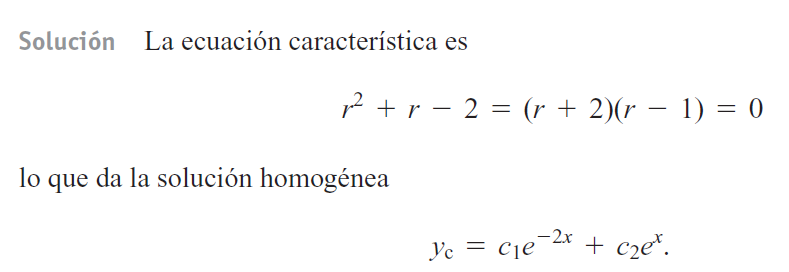 Solución La ecuación característica es
r² + r − 2 = (r + 2)(r − 1) = 0
lo que da la solución homogénea
y_c = c₁e^{−2x} + c₂e^x.